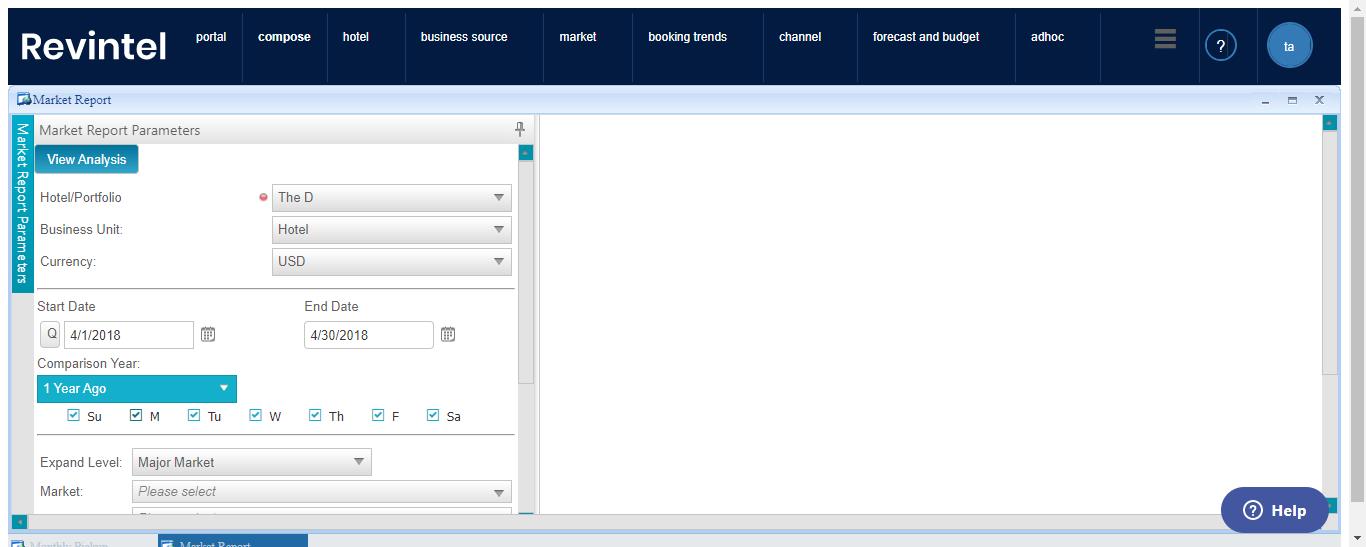 Revintel
portal
compose
hotel
business source
market
booking trends
channel
forecast and budget
adhoc
?
ta
Market Report
Market Report Parameters
Market Report Parameters
View Analysis
Hotel/Portfolio
The D
Business Unit:
Hotel
Currency:
USD
Start Date
End Date
Q
4/1/2018
4/30/2018
Comparison Year:
1 Year Ago
Su
M
Tu
W
Th
F
Sa
Expand Level:
Major Market
Market:
Please select
? Help
Market Report